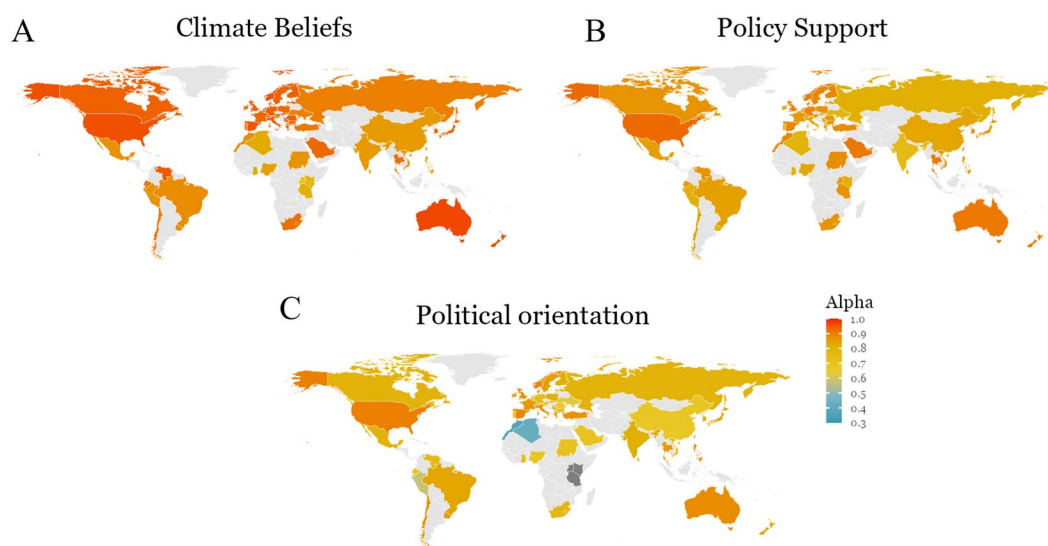 A
Climate Beliefs
B
Policy Support
C
Political orientation
Alpha
1.0
0.9
0.8
0.7
0.6
0.5
0.4
0.3